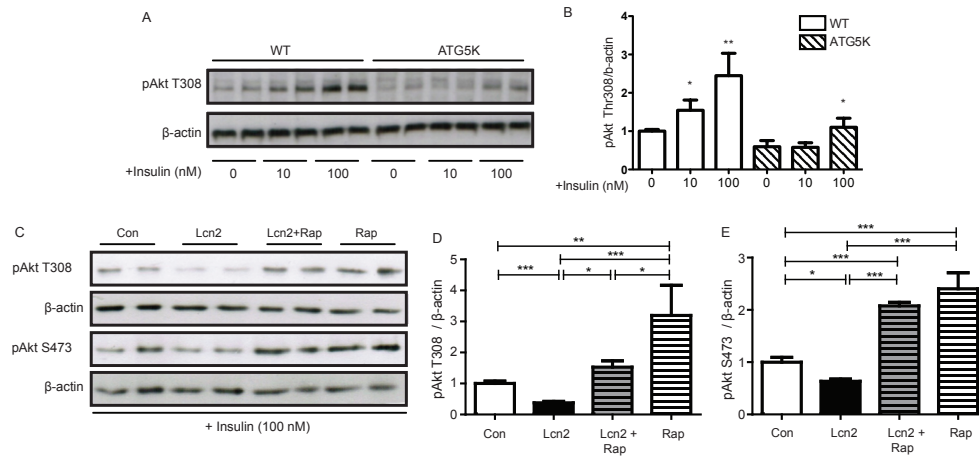 A
WT ATG5K
pAkt T308
β-actin
+Insulin (nM) 0 10 100 0 10 100
B
WT
ATG5K
pAkt Thr308/b-actin
4
3
2
1
0
* ** *
+Insulin (nM) 0 10 100 0 10 100
C
Con Lcn2 Lcn2+Rap Rap
pAkt T308
β-actin
pAkt S473
β-actin
+ Insulin (100 nM)
D
pAkt T308 / β-actin
5
4
3
2
1
0
**
***
*** * *
Con Lcn2 Lcn2 + Rap
Rap
E
pAkt S473 / β-actin
3
2
1
0
***
***
***
* ***
Con Lcn2 Lcn2 + Rap
Rap